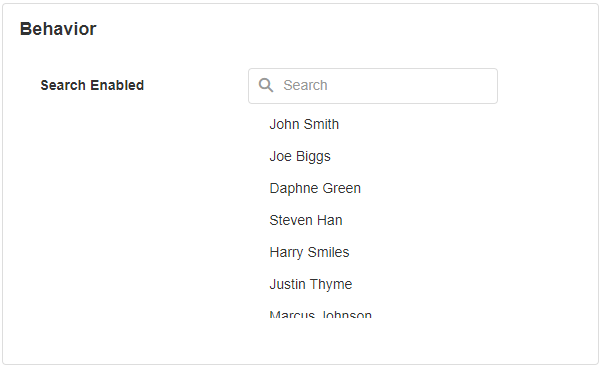 Behavior
Search Enabled
Search
John Smith
Joe Biggs
Daphne Green
Steven Han
Harry Smiles
Justin Thyme
Marcus Johnson